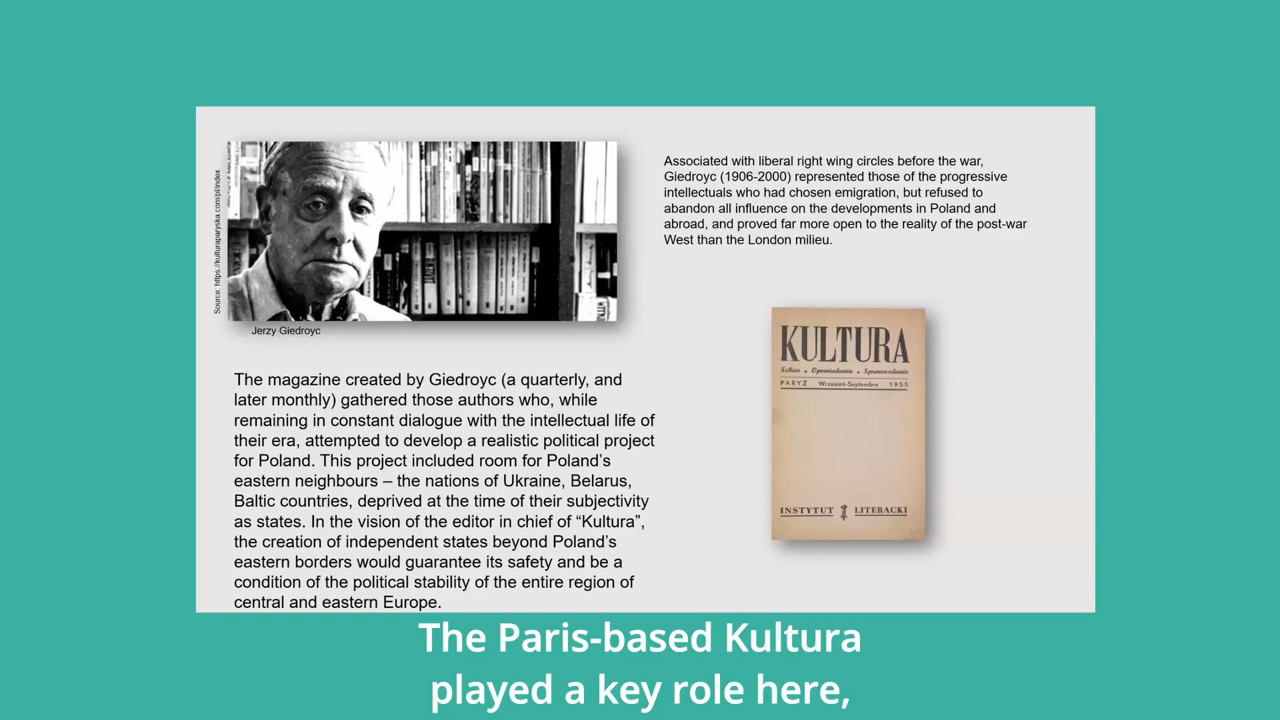 Source: https://kulturaparyska.com/pl/index
Jerzy Giedroyc
The magazine created by Giedroyc (a quarterly, and
later monthly) gathered those authors who, while
remaining in constant dialogue with the intellectual life of
their era, attempted to develop a realistic political project
for Poland. This project included room for Poland’s
eastern neighbours – the nations of Ukraine, Belarus,
Baltic countries, deprived at the time of their subjectivity
as states. In the vision of the editor in chief of “Kultura”,
the creation of independent states beyond Poland’s
eastern borders would guarantee its safety and be a
condition of the political stability of the entire region of
central and eastern Europe.
Associated with liberal right wing circles before the war,
Giedroyc (1906-2000) represented those of the progressive
intellectuals who had chosen emigration, but refused to
abandon all influence on the developments in Poland and
abroad, and proved far more open to the reality of the post-war
West than the London milieu.
KULTURA
Szkice • Opowiadania • Sprawozdania
PARYŻ Wrzesień-Septembre 1955
INSTYTUT LITERACKI
The Paris-based Kultura
played a key role here,